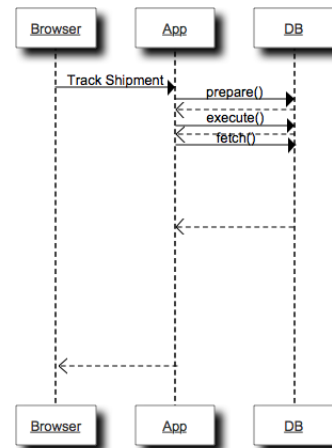 Browser App DB
Track Shipment
prepare()
execute()
fetch()
Browser App DB